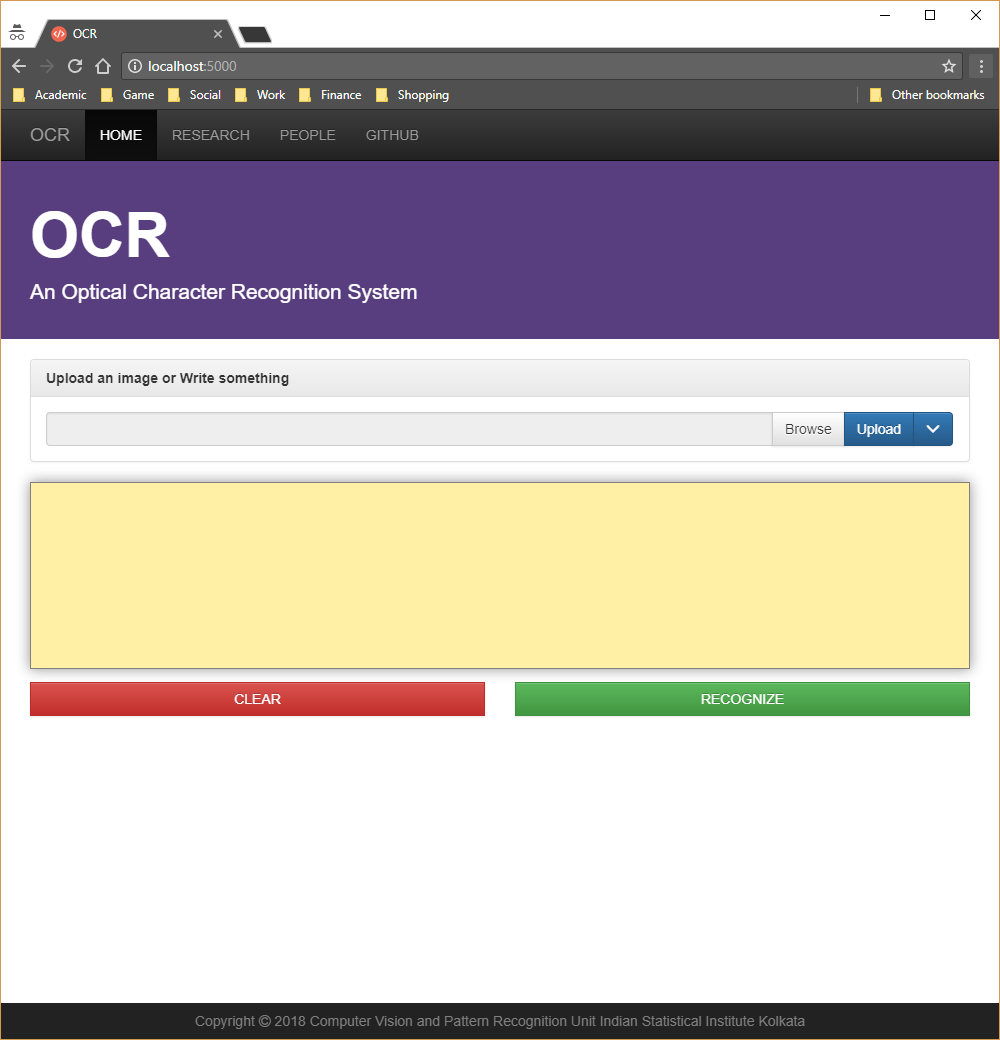 OCR
localhost:5000
Academic Game Social Work Finance Shopping Other bookmarks
OCR HOME RESEARCH PEOPLE GITHUB
OCR
An Optical Character Recognition System
Upload an image or Write something
Browse Upload
CLEAR RECOGNIZE
Copyright © 2018 Computer Vision and Pattern Recognition Unit Indian Statistical Institute Kolkata